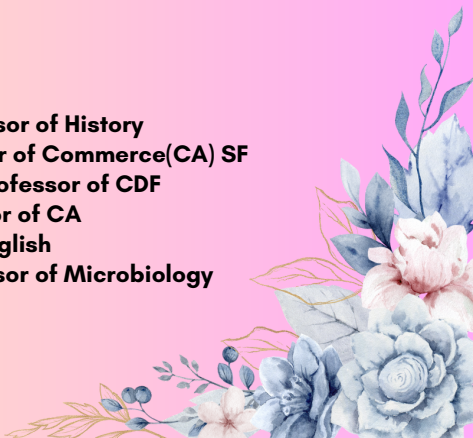 sor of History
r of Commerce(CA) SF
ofessor of CDF
or of CA
glish
sor of Microbiology